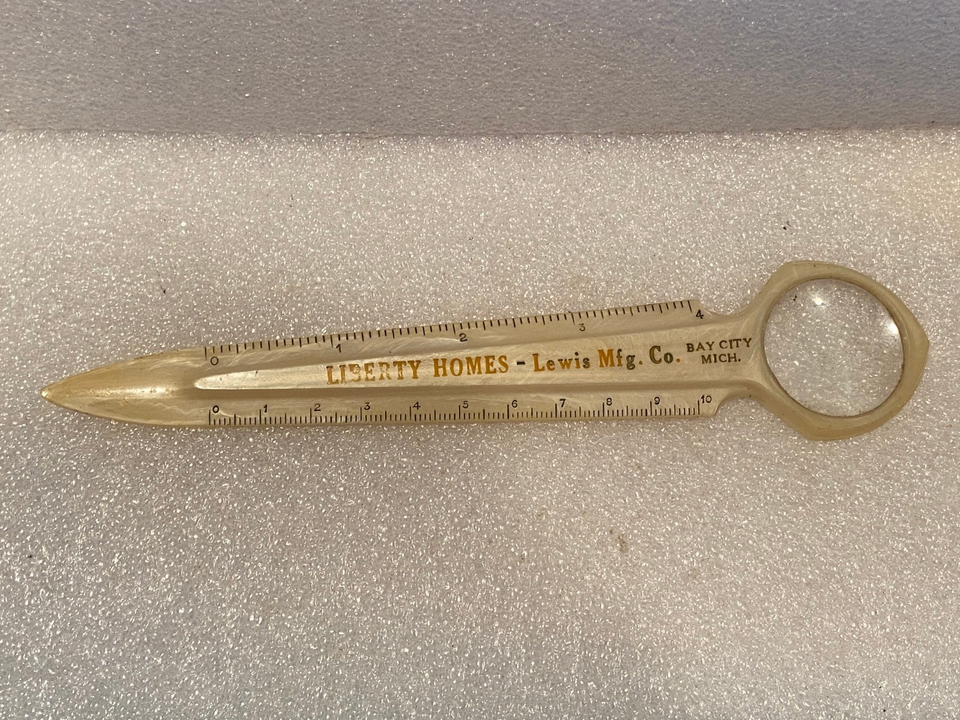 0 1 2 3 4
LIBERTY HOMES - Lewis Mfg. Co. BAY CITY
MICH.
0 1 2 3 4 5 6 7 8 9 10